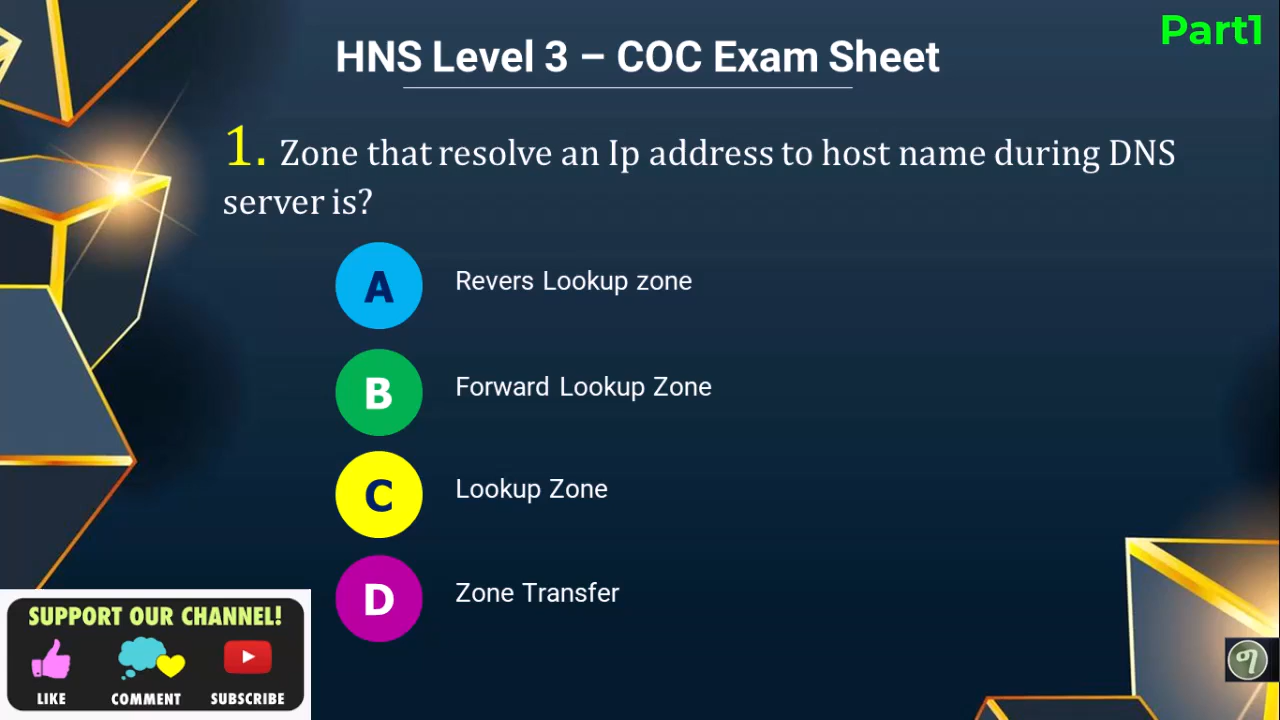 Part1
HNS Level 3 – COC Exam Sheet
1. Zone that resolve an Ip address to host name during DNS
server is?
A Revers Lookup zone
B Forward Lookup Zone
C Lookup Zone
D Zone Transfer
SUPPORT OUR CHANNEL!
LIKE COMMENT SUBSCRIBE